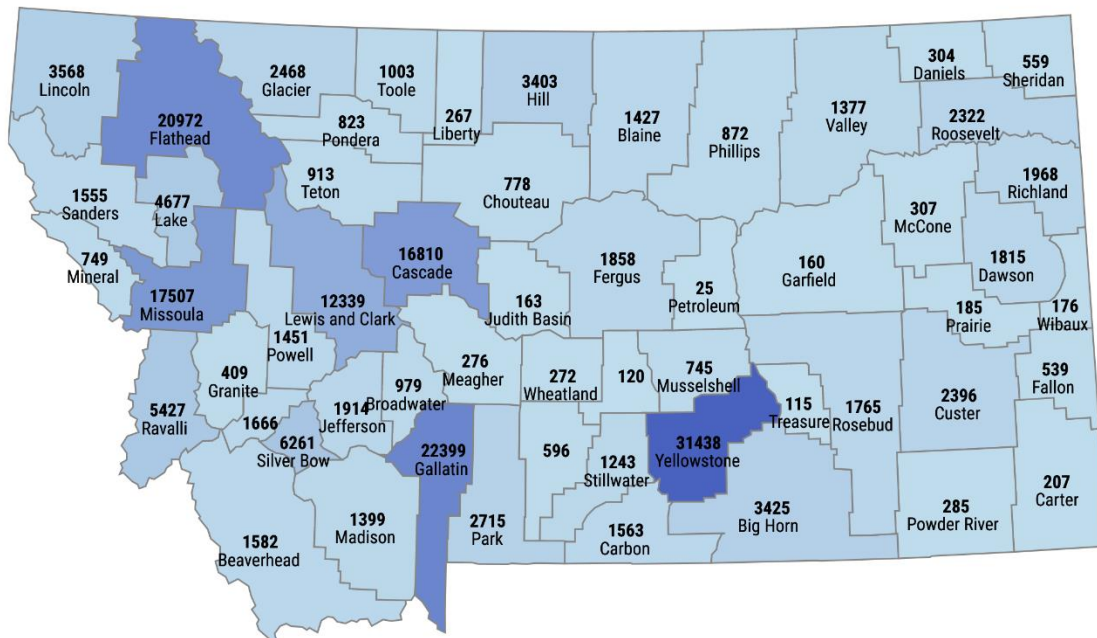 3568
Lincoln
20972
Flathead
2468
Glacier
1003
Toole
267
Liberty
3403
Hill
1427
Blaine
872
Phillips
1377
Valley
304
Daniels
559
Sheridan
2322
Roosevelt
823
Pondera
913
Teton
778
Chouteau
1555
Sanders
4677
Lake
749
Mineral
17507
Missoula
12339
Lewis and Clark
16810
Cascade
163
Judith Basin
1858
Fergus
25
Petroleum
160
Garfield
307
McCone
1968
Richland
1815
Dawson
185
Prairie
176
Wibaux
1451
Powell
409
Granite
5427
Ravalli
1666
6261
Silver Bow
1914
Jefferson
979
Broadwater
276
Meagher
272
Wheatland
120
745
Musselshell
115
Treasure
1765
Rosebud
2396
Custer
539
Fallon
22399
Gallatin
596
1243
Stillwater
31438
Yellowstone
3425
Big Horn
285
Powder River
207
Carter
1582
Beaverhead
1399
Madison
2715
Park
1563
Carbon